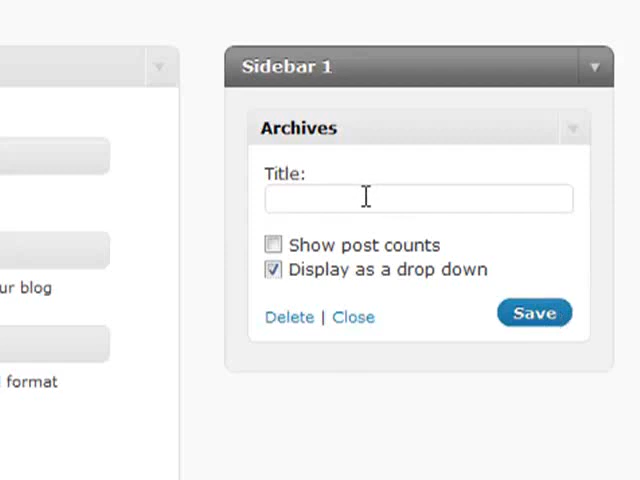 Sidebar 1
Archives
Title:
Show post counts
Display as a drop down
Delete | Close
Save
ur blog
format